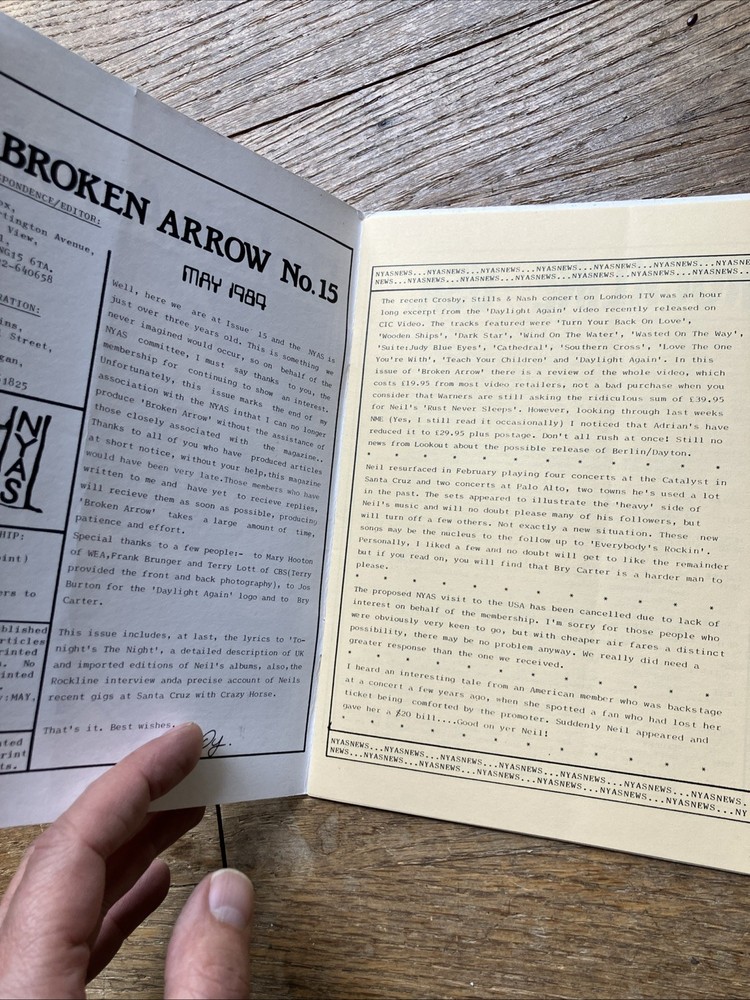 BROKEN ARROW No.15
MAY 1984
SPONDENCE/EDITOR:
ox,
rtington Avenue,
View,
NG15 6TA.
02-640658
ATION:
ins,
Street,
gan,
1825
NYAS
HIP:
oint)
ers to
blished
rticles
rinted
. No
inted
y:MAY,
nted
print
ts.
Well, here we are at Issue 15 and the NYAS is
just over three years old. This is something we
never imagined would occur, so on behalf of the
NYAS committee, I must say thanks to you, the
membership for continuing to show an interest.
Unfortunately, this issue marks the end of my
association with the NYAS inthat I can no longer
produce 'Broken Arrow' without the assistance of
those closely associated with the magazine..
Thanks to all of you who have produced articles
at short notice, without your help,this magazine
would have been very late.Those members who have
written to me and have yet to recieve replies,
will recieve them as soon as possible, producing
'Broken Arrow' takes a large amount of time,
patience and effort.
Special thanks to a few people:- to Mary Hooton
of WEA,Frank Brunger and Terry Lott of CBS(Terry
provided the front and back photography), to Jos
Burton for the 'Daylight Again' logo and to Bry
Carter.
This issue includes, at last, the lyrics to 'To-
night's The Night', a detailed description of UK
and imported editions of Neil's albums, also,the
Rockline interview anda precise account of Neils
recent gigs at Santa Cruz with Crazy Horse.
That's it. Best wishes.
NYASNEWS...NYASNEWS...NYASNEWS...NYASNEWS...NYASNEWS...NYASNEWS...NYASN
NEWS...NYASNEWS...NYASNEWS...NYASNEWS...NYASNEWS...NYASNEWS...NY
The recent Crosby, Stills & Nash concert on London ITV was an hour
long excerpt from the 'Daylight Again' video recently released on
CIC Video. The tracks featured were 'Turn Your Back On Love',
'Wooden Ships', 'Dark Star', 'Wind On The Water', 'Wasted On The Way',
'Suite:Judy Blue Eyes', 'Cathedral', 'Southern Cross', 'Love The One
You're With', 'Teach Your Children' and 'Daylight Again'. In this
issue of 'Broken Arrow' there is a review of the whole video, which
costs £19.95 from most video retailers, not a bad purchase when you
consider that Warners are still asking the ridiculous sum of £39.95
for Neil's 'Rust Never Sleeps'. However, looking through last weeks
NME (Yes, I still read it occasionally) I noticed that Adrian's have
reduced it to £29.95 plus postage. Don't all rush at once! Still no
news from Lookout about the possible release of Berlin/Dayton.
* * * * * * * * * * *
Neil resurfaced in February playing four concerts at the Catalyst in
Santa Cruz and two concerts at Palo Alto, two towns he's used a lot
in the past. The sets appeared to illustrate the 'heavy' side of
Neil's music and will no doubt please many of his followers, but
will turn off a few others. Not exactly a new situation. These new
songs may be the nucleus to the follow up to 'Everybody's Rockin'.
Personally, I liked a few and no doubt will get to like the remainder
but if you read on, you will find that Bry Carter is a harder man to
please.
* * * * * * * * * * *
The proposed NYAS visit to the USA has been cancelled due to lack of
interest on behalf of the membership. I'm sorry for those people who
were obviously very keen to go, but with cheaper air fares a distinct
possibility, there may be no problem anyway. We really did need a
greater response than the one we received.
* * * * * * * * * * *
I heard an interesting tale from an American member who was backstage
at a concert a few years ago, when she spotted a fan who had lost her
ticket being comforted by the promoter. Suddenly Neil appeared and
gave her a $20 bill....Good on yer Neil!
* * * * * * * * * * *
NYASNEWS...NYASNEWS...NYASNEWS...NYASNEWS...NYASNEWS...NYASNEWS.
NEWS...NYASNEWS...NYASNEWS...NYASNEWS...NYASNEWS...NYASNEWS...NY